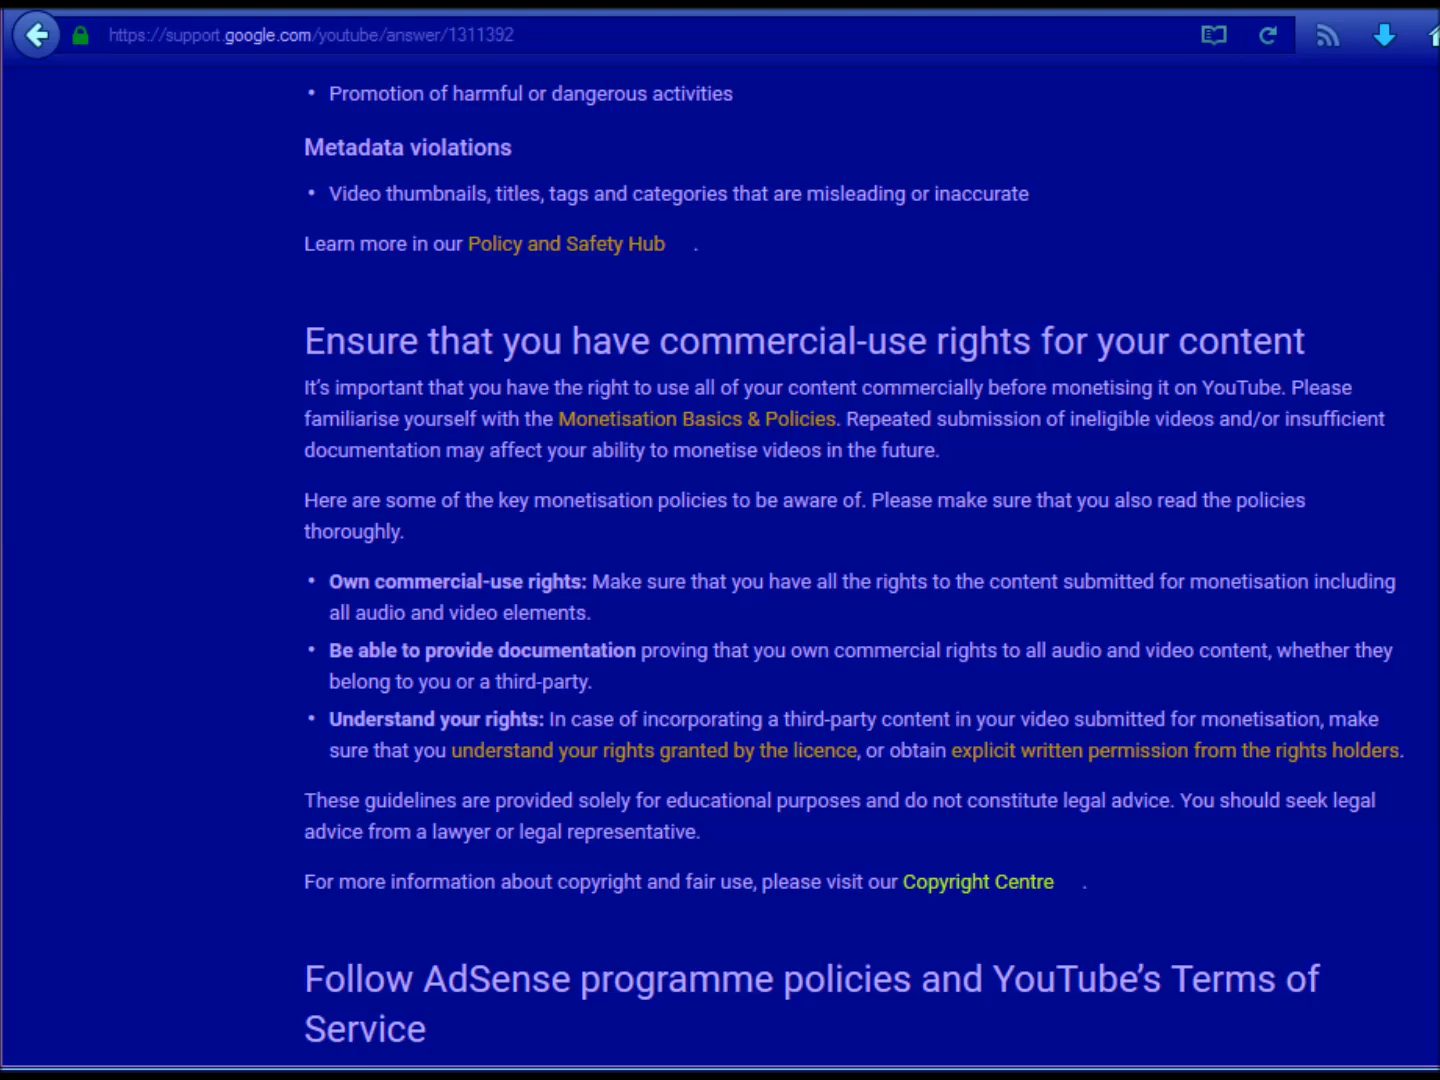 https://support.google.com/youtube/answer/1311392
• Promotion of harmful or dangerous activities
Metadata violations
• Video thumbnails, titles, tags and categories that are misleading or inaccurate
Learn more in our Policy and Safety Hub .
Ensure that you have commercial-use rights for your content
It's important that you have the right to use all of your content commercially before monetising it on YouTube. Please
familiarise yourself with the Monetisation Basics & Policies. Repeated submission of ineligible videos and/or insufficient
documentation may affect your ability to monetise videos in the future.
Here are some of the key monetisation policies to be aware of. Please make sure that you also read the policies
thoroughly.
• Own commercial-use rights: Make sure that you have all the rights to the content submitted for monetisation including
all audio and video elements.
• Be able to provide documentation proving that you own commercial rights to all audio and video content, whether they
belong to you or a third-party.
• Understand your rights: In case of incorporating a third-party content in your video submitted for monetisation, make
sure that you understand your rights granted by the licence, or obtain explicit written permission from the rights holders.
These guidelines are provided solely for educational purposes and do not constitute legal advice. You should seek legal
advice from a lawyer or legal representative.
For more information about copyright and fair use, please visit our Copyright Centre .
Follow AdSense programme policies and YouTube's Terms of
Service